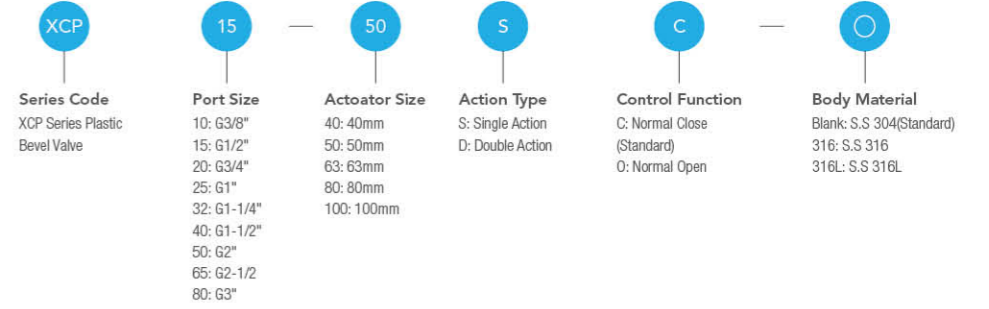 XCP 15 — 50 S C — O
Series Code
XCP Series Plastic
Bevel Valve
Port Size
10: G3/8"
15: G1/2"
20: G3/4"
25: G1"
32: G1-1/4"
40: G1-1/2"
50: G2"
65: G2-1/2
80: G3"
Actoator Size
40: 40mm
50: 50mm
63: 63mm
80: 80mm
100: 100mm
Action Type
S: Single Action
D: Double Action
Control Function
C: Normal Close
(Standard)
O: Normal Open
Body Material
Blank: S.S 304(Standard)
316: S.S 316
316L: S.S 316L